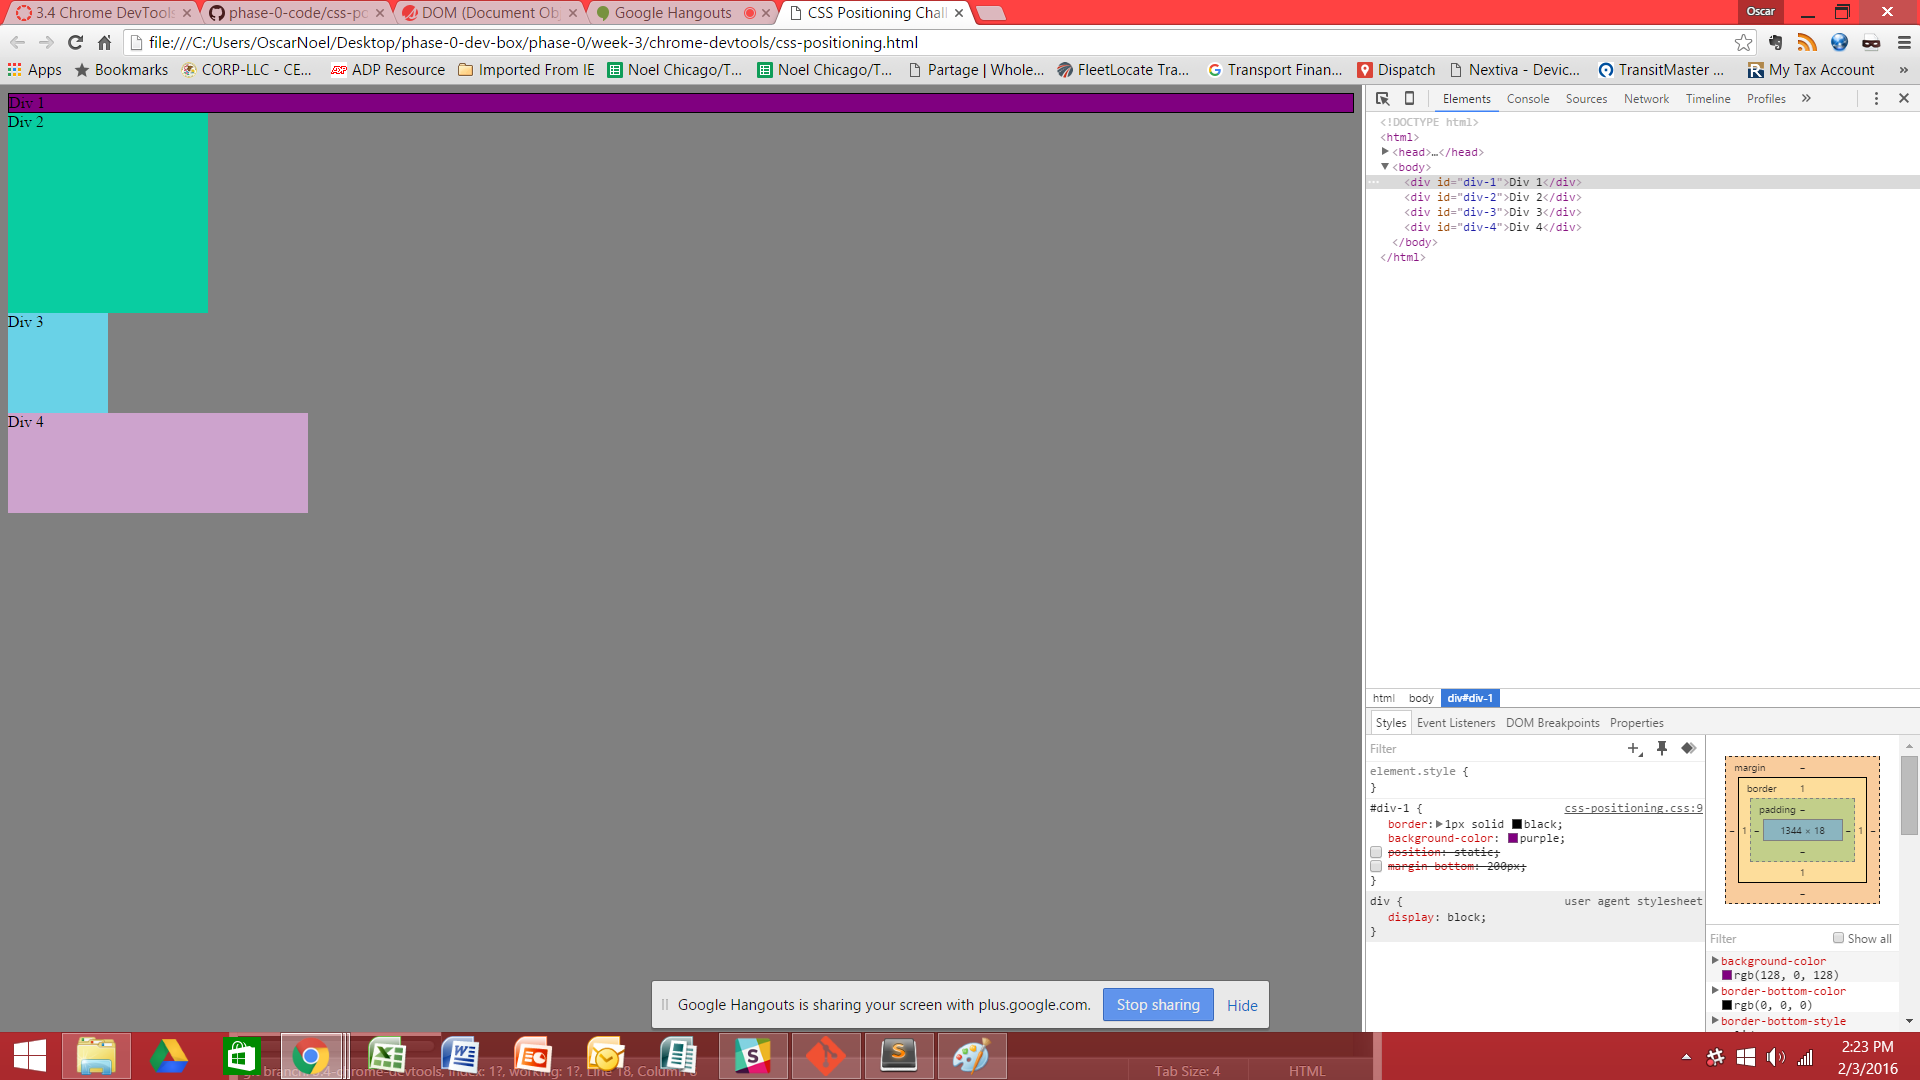 3.4 Chrome DevTools
phase-0-code/css-po
DOM (Document Obj
Google Hangouts
CSS Positioning Chall
Oscar
file:///C:/Users/OscarNoel/Desktop/phase-0-dev-box/phase-0/week-3/chrome-devtools/css-positioning.html
Apps
Bookmarks
CORP-LLC - CE...
ADP Resource
Imported From IE
Noel Chicago/T...
Noel Chicago/T...
Partage | Whole...
FleetLocate Tra...
Transport Finan...
Dispatch
Nextiva - Devic...
TransitMaster ...
My Tax Account
»
Div 1
Div 2
Div 3
Div 4
Elements Console Sources Network Timeline Profiles »
<!DOCTYPE html>
<html>
<head>…</head>
<body>
<div id="div-1">Div 1</div>
<div id="div-2">Div 2</div>
<div id="div-3">Div 3</div>
<div id="div-4">Div 4</div>
</body>
</html>
html body div#div-1
Styles Event Listeners DOM Breakpoints Properties
Filter
element.style {
}
#div-1 { css-positioning.css:9
border: 1px solid black;
background-color: purple;
position: static;
margin-bottom: 200px;
}
div { user agent stylesheet
display: block;
}
margin –
border 1
padding –
– 1 – 1344 × 18 – 1 –
–
1
–
Filter Show all
background-color
rgb(128, 0, 128)
border-bottom-color
rgb(0, 0, 0)
border-bottom-style
Google Hangouts is sharing your screen with plus.google.com.
Stop sharing
Hide
branch: 3.4-chrome-devtools, index: 1?, working: 1?, Line 18, Column
Tab Size: 4
HTML
2:23 PM
2/3/2016